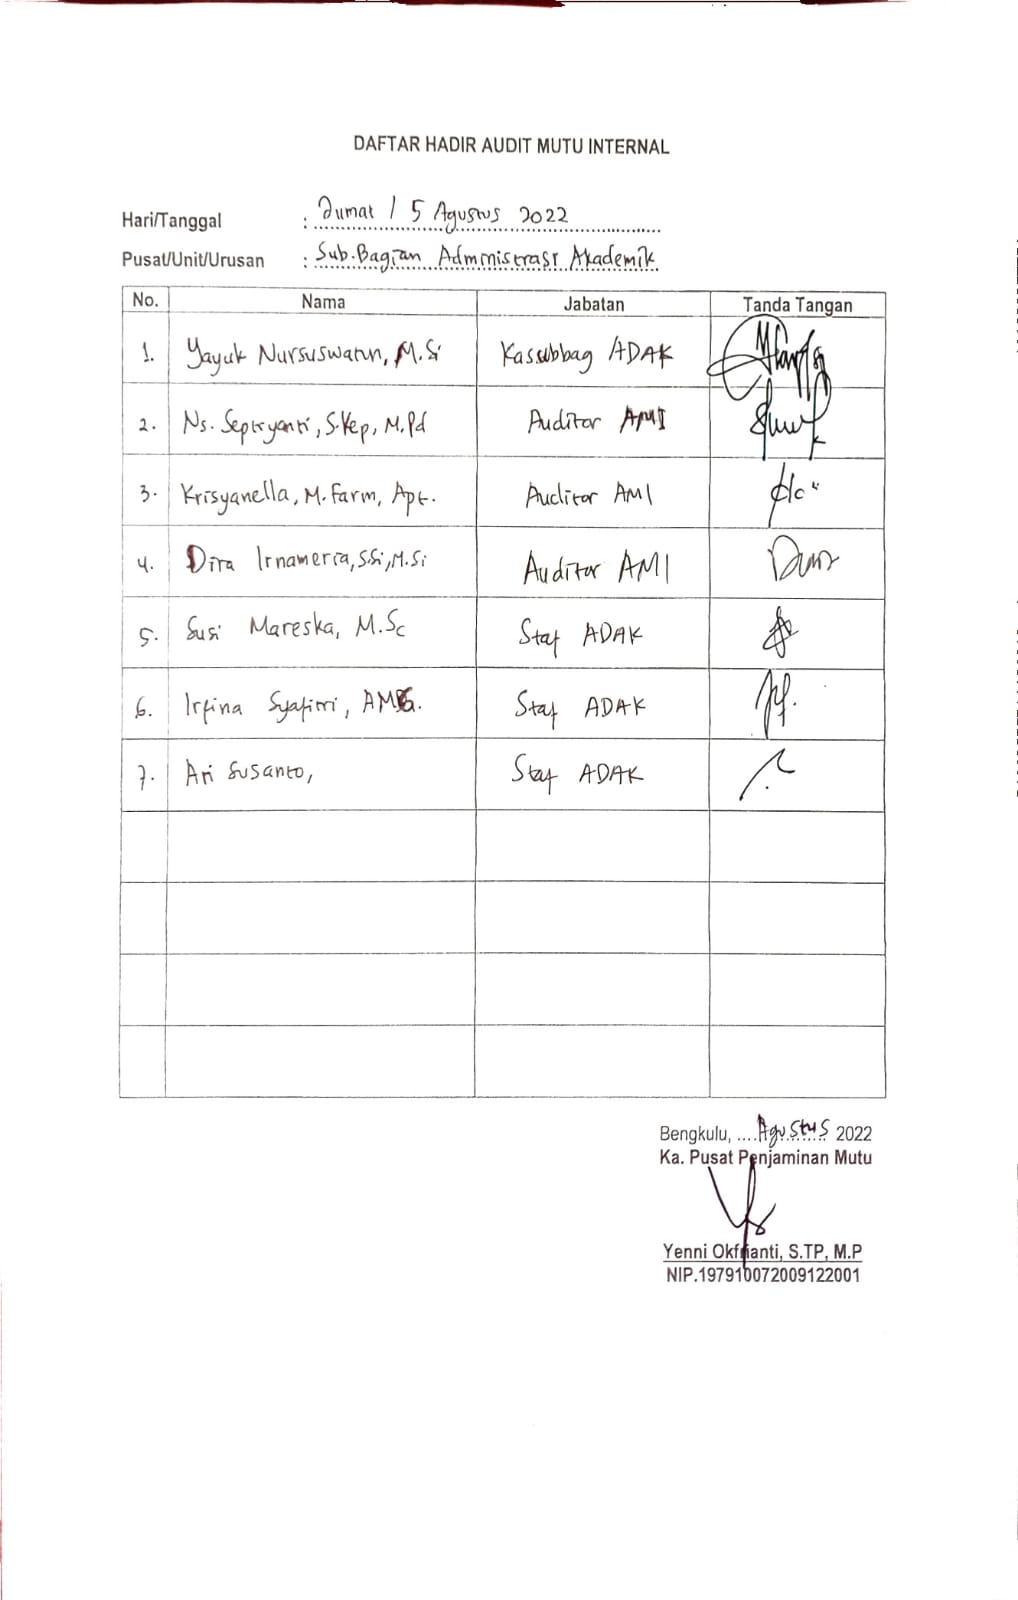 DAFTAR HADIR AUDIT MUTU INTERNAL
Hari/Tanggal : Jumat / 5 Agustus 2022
Pusat/Unit/Urusan : Sub.Bagian Administrasi Akademik
No. Nama Jabatan Tanda Tangan
1. Yayuk Nursuswatun, M.Si Kassubbag ADAK
2. Ns. Septiyanti, S.Kep, M.Pd Auditor AMI
3. Krisyanella, M.Farm, Apt. Auditor AMI
4. Dira Irnameria, S.Si, M.Si Auditor AMI
5. Susi Mareska, M.Sc Staf ADAK
6. Irfina Syafitri, AMG. Staf ADAK
7. Ari Susanto, Staf ADAK
Bengkulu, ....Agustus 2022
Ka. Pusat Penjaminan Mutu
Yenni Okfrianti, S.TP, M.P
NIP.197910072009122001